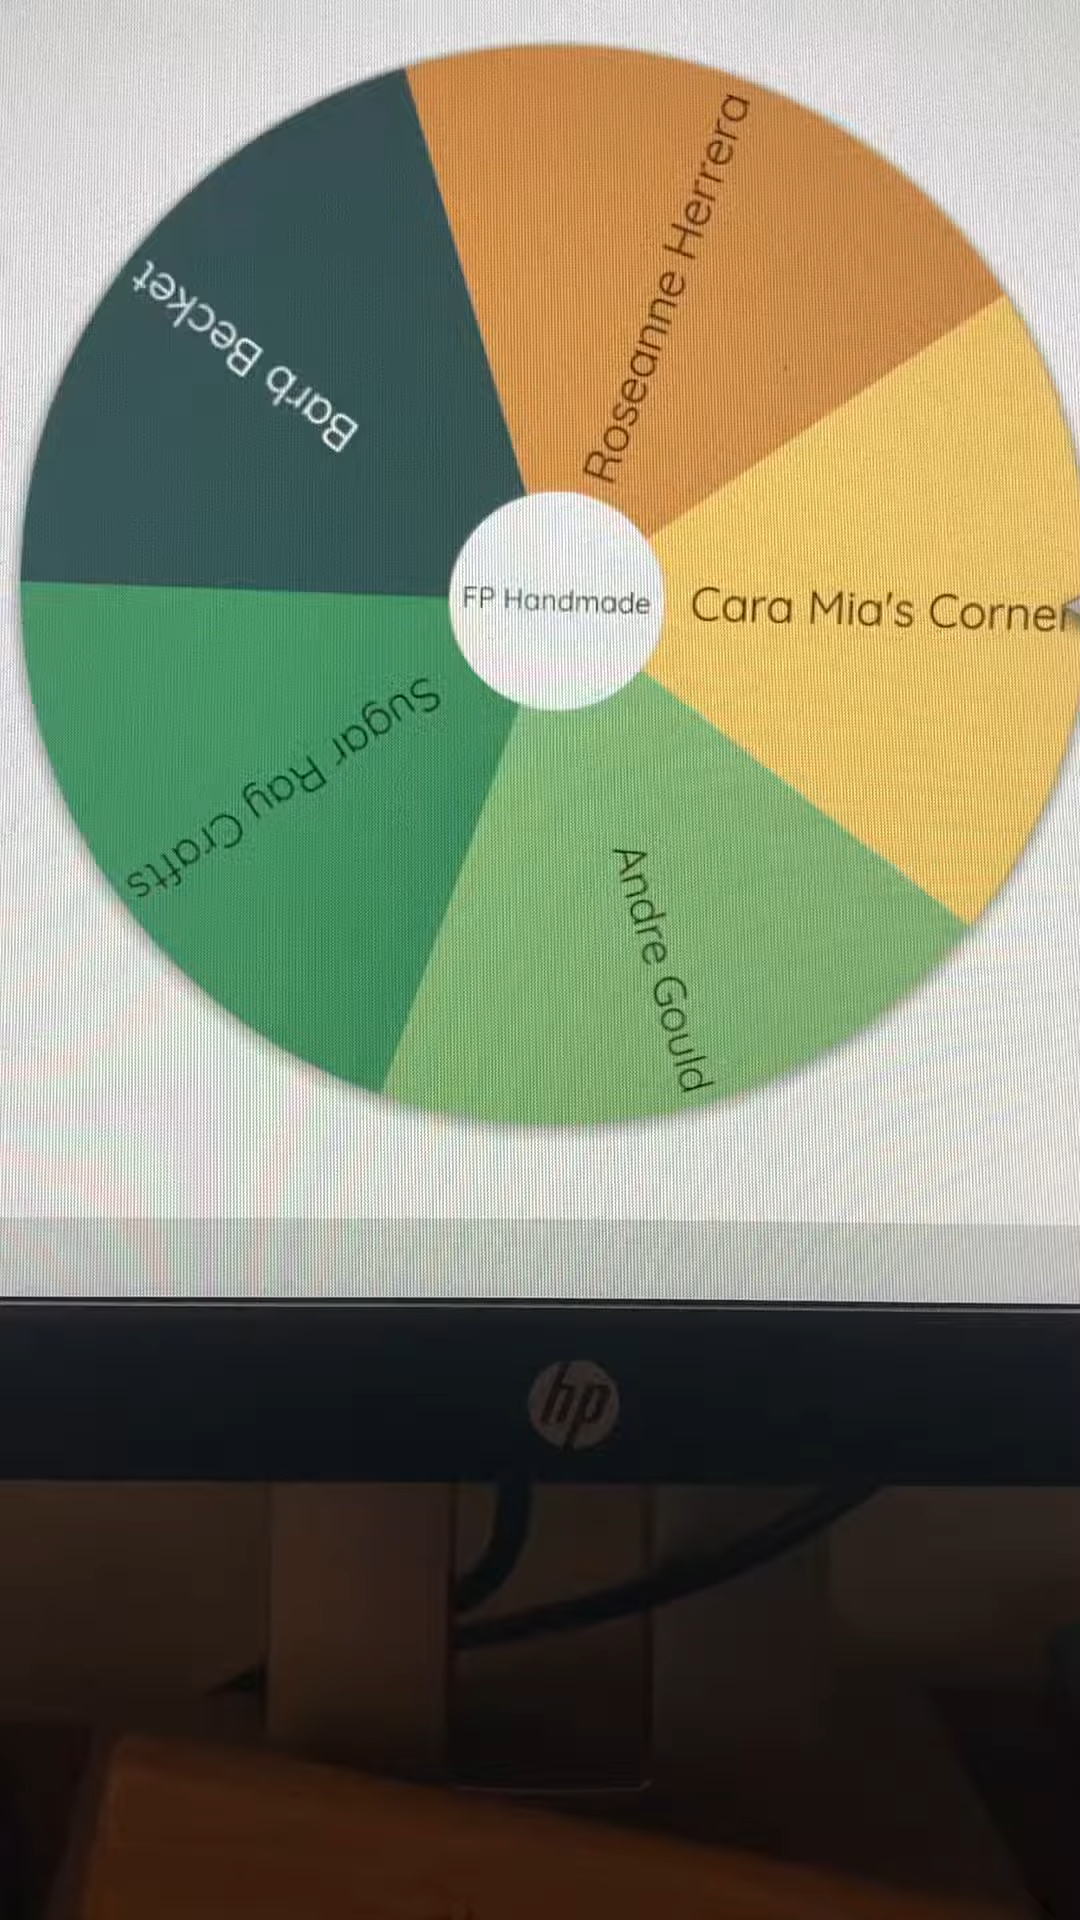 Roseanne Herrera
Barb Becket
FP Handmade
Cara Mia's Corner
Sugar Ray Crafts
Andre Gould
hp